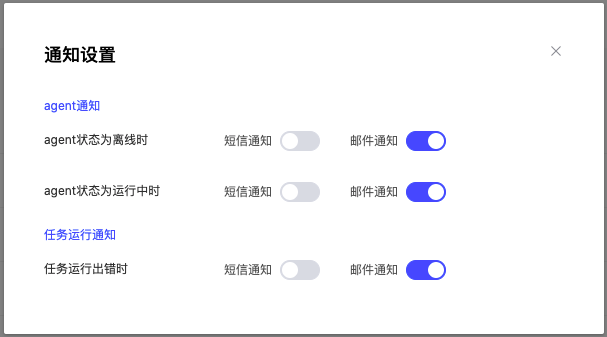 通知设置
agent通知
agent状态为离线时 短信通知 邮件通知
agent状态为运行中时 短信通知 邮件通知
任务运行通知
任务运行出错时 短信通知 邮件通知